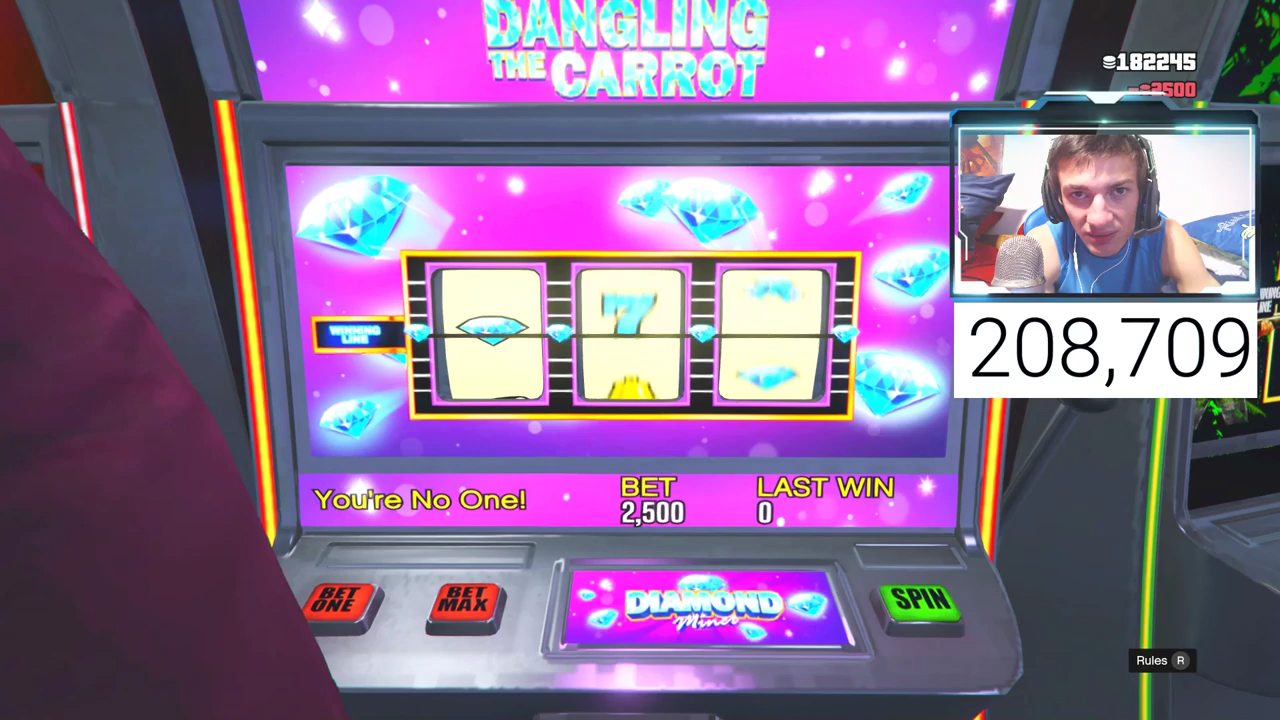 DANGLING
THE CARROT
182245
-2500
208,709
WINNING
LINE
7
You're No One!
BET
2,500
LAST WIN
0
BET
ONE
BET
MAX
DIAMOND
Miner
SPIN
Rules R